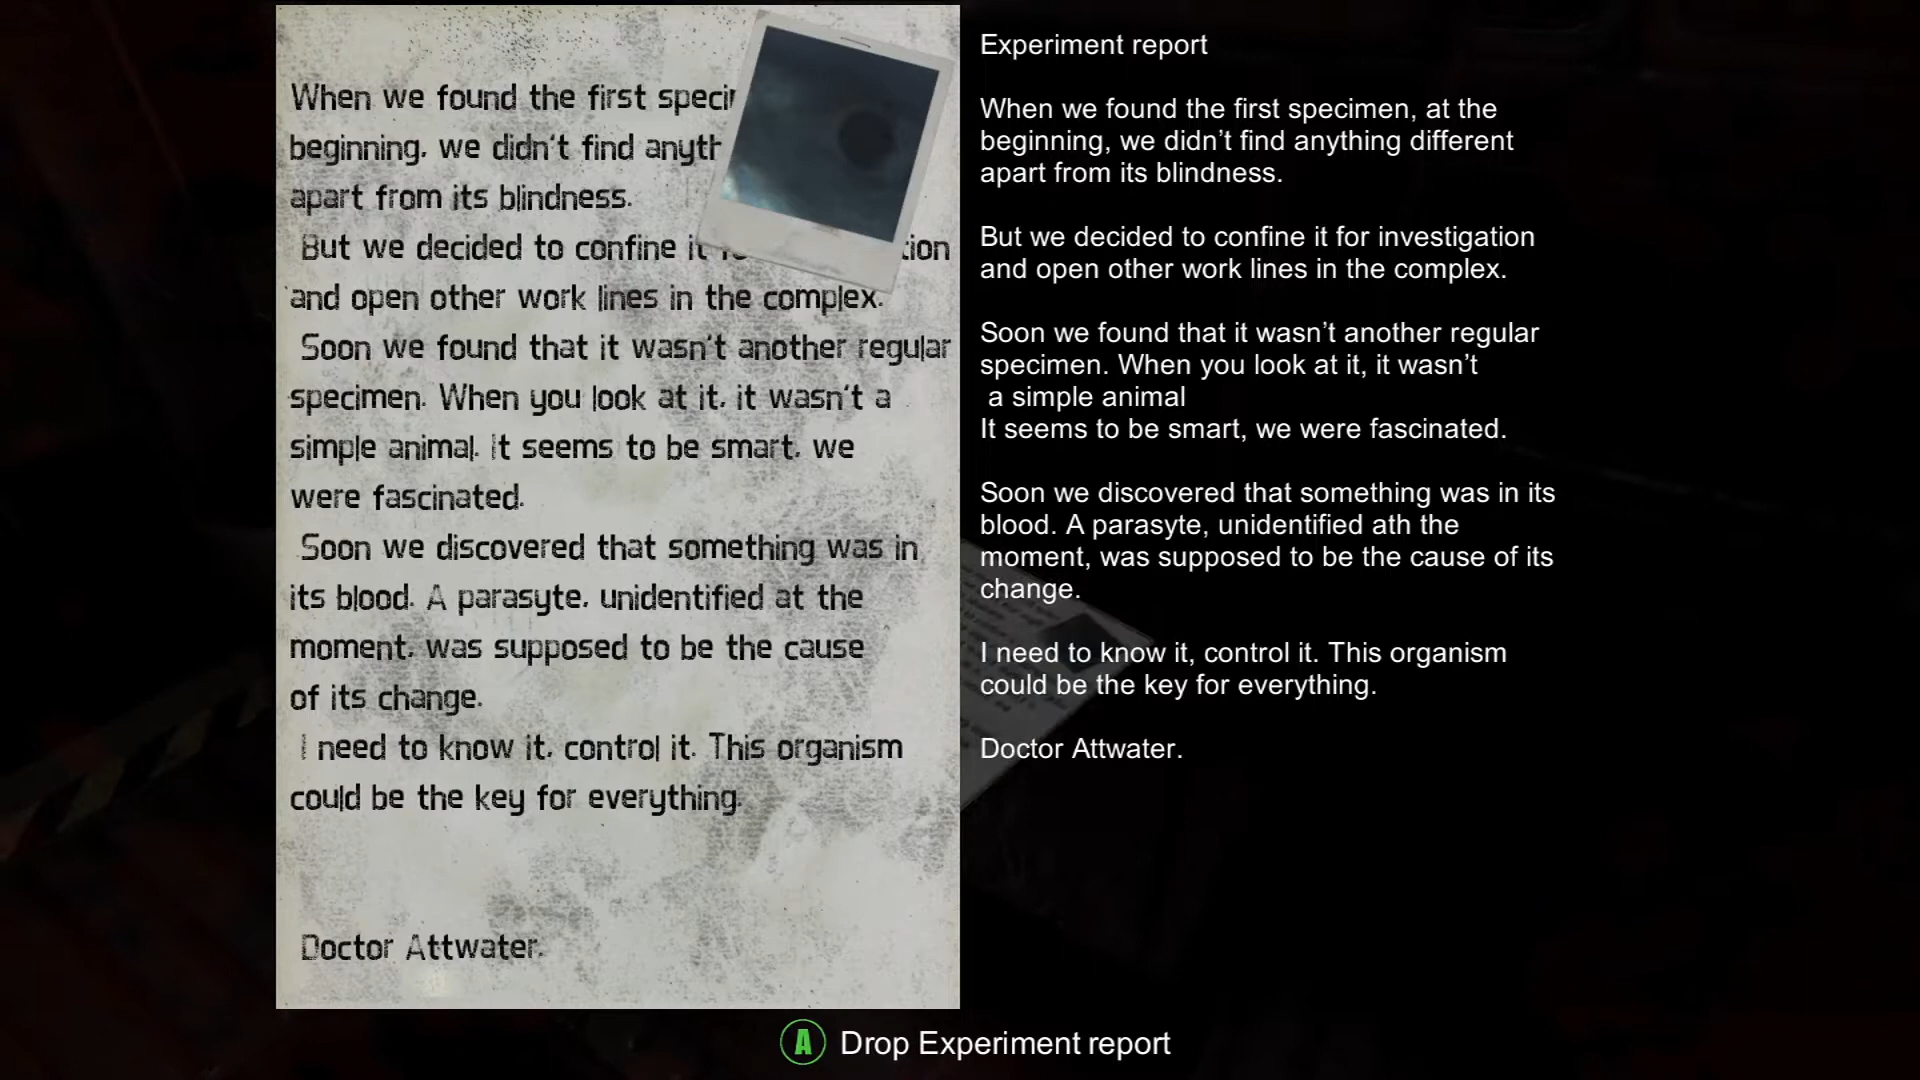 When we found the first speci
beginning, we didn't find anyth
apart from its blindness.
But we decided to confine it tion
and open other work lines in the complex.
Soon we found that it wasn't another regular
specimen. When you look at it, it wasn't a
simple animal. It seems to be smart, we
were fascinated.
Soon we discovered that something was in
its blood. A parasyte, unidentified at the
moment, was supposed to be the cause
of its change.
I need to know it, control it. This organism
could be the key for everything.
Doctor Attwater.
Experiment report
When we found the first specimen, at the
beginning, we didn't find anything different
apart from its blindness.
But we decided to confine it for investigation
and open other work lines in the complex.
Soon we found that it wasn't another regular
specimen. When you look at it, it wasn't
a simple animal
It seems to be smart, we were fascinated.
Soon we discovered that something was in its
blood. A parasyte, unidentified ath the
moment, was supposed to be the cause of its
change.
I need to know it, control it. This organism
could be the key for everything.
Doctor Attwater.
A Drop Experiment report